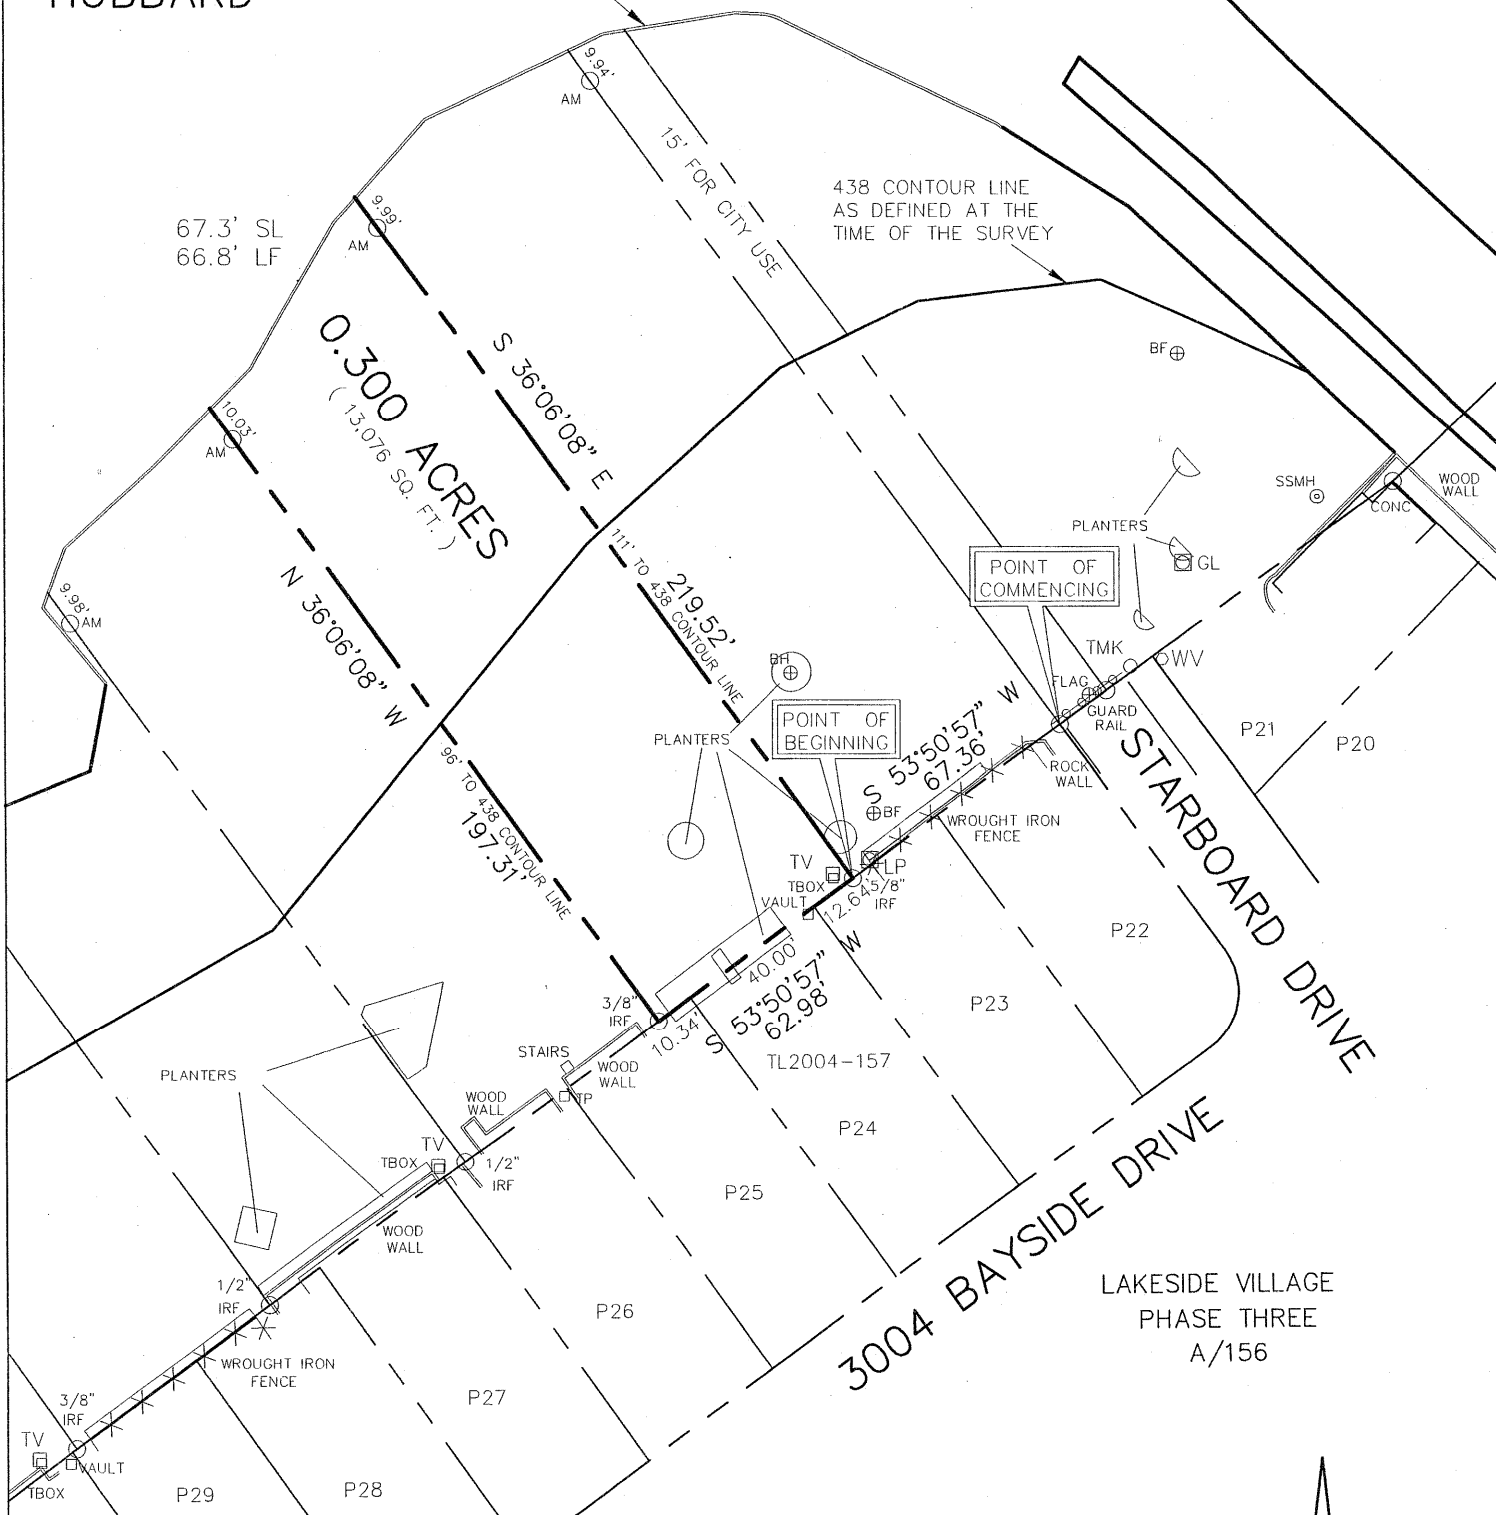 HUBBARD
9.94'
AM
15' FOR CITY USE
438 CONTOUR LINE
AS DEFINED AT THE
TIME OF THE SURVEY
67.3' SL
66.8' LF
9.99'
AM
0.300 ACRES
( 13,076 SQ. FT. )
S 36°06'08" E
BF
10.03'
AM
SSMH
WOOD
WALL
CONC
PLANTERS
GL
POINT OF
COMMENCING
111' TO 438 CONTOUR LINE
219.52'
N 36°06'08" W
9.98'
AM
BH
TMK
WV
FLAG
GUARD
RAIL
POINT OF
BEGINNING
PLANTERS
S 53°50'57" W
67.36'
P21
P20
ROCK
WALL
96' TO 438 CONTOUR LINE
197.31'
BF
WROUGHT IRON
FENCE
STARBOARD DRIVE
TV
LP
TBOX
5/8"
IRF
VAULT
12.64'
P22
40.00'
S 53°50'57" W
62.98'
3/8"
IRF
10.34'
P23
STAIRS
WOOD
WALL
TL2004-157
PLANTERS
WOOD
WALL
TP
P24
TV
TBOX
1/2"
IRF
P25
WOOD
WALL
3004 BAYSIDE DRIVE
1/2"
IRF
P26
LAKESIDE VILLAGE
PHASE THREE
A/156
WROUGHT IRON
FENCE
P27
3/8"
IRF
TV
VAULT
TBOX
P29
P28